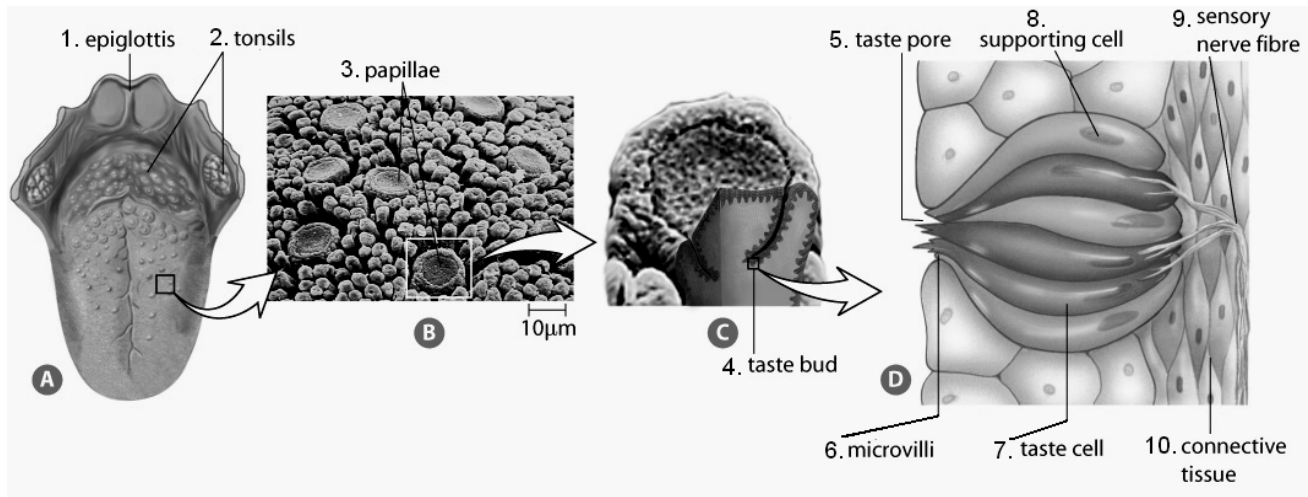 1. epiglottis
2. tonsils
3. papillae
4. taste bud
5. taste pore
6. microvilli
7. taste cell
8.
supporting cell
9. sensory
nerve fibre
10. connective
tissue
10µm
A
B
C
D